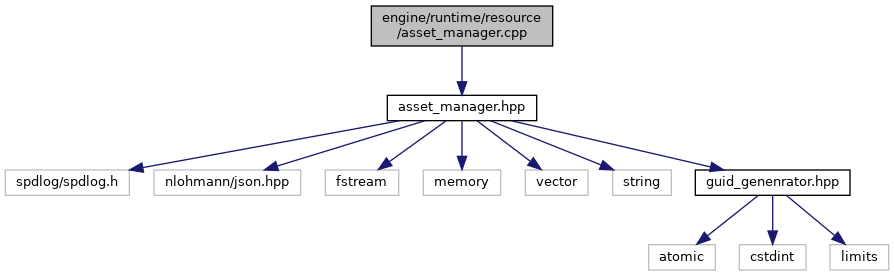 engine/runtime/resource
/asset_manager.cpp
asset_manager.hpp
spdlog/spdlog.h
nlohmann/json.hpp
fstream
memory
vector
string
guid_genenrator.hpp
atomic
cstdint
limits